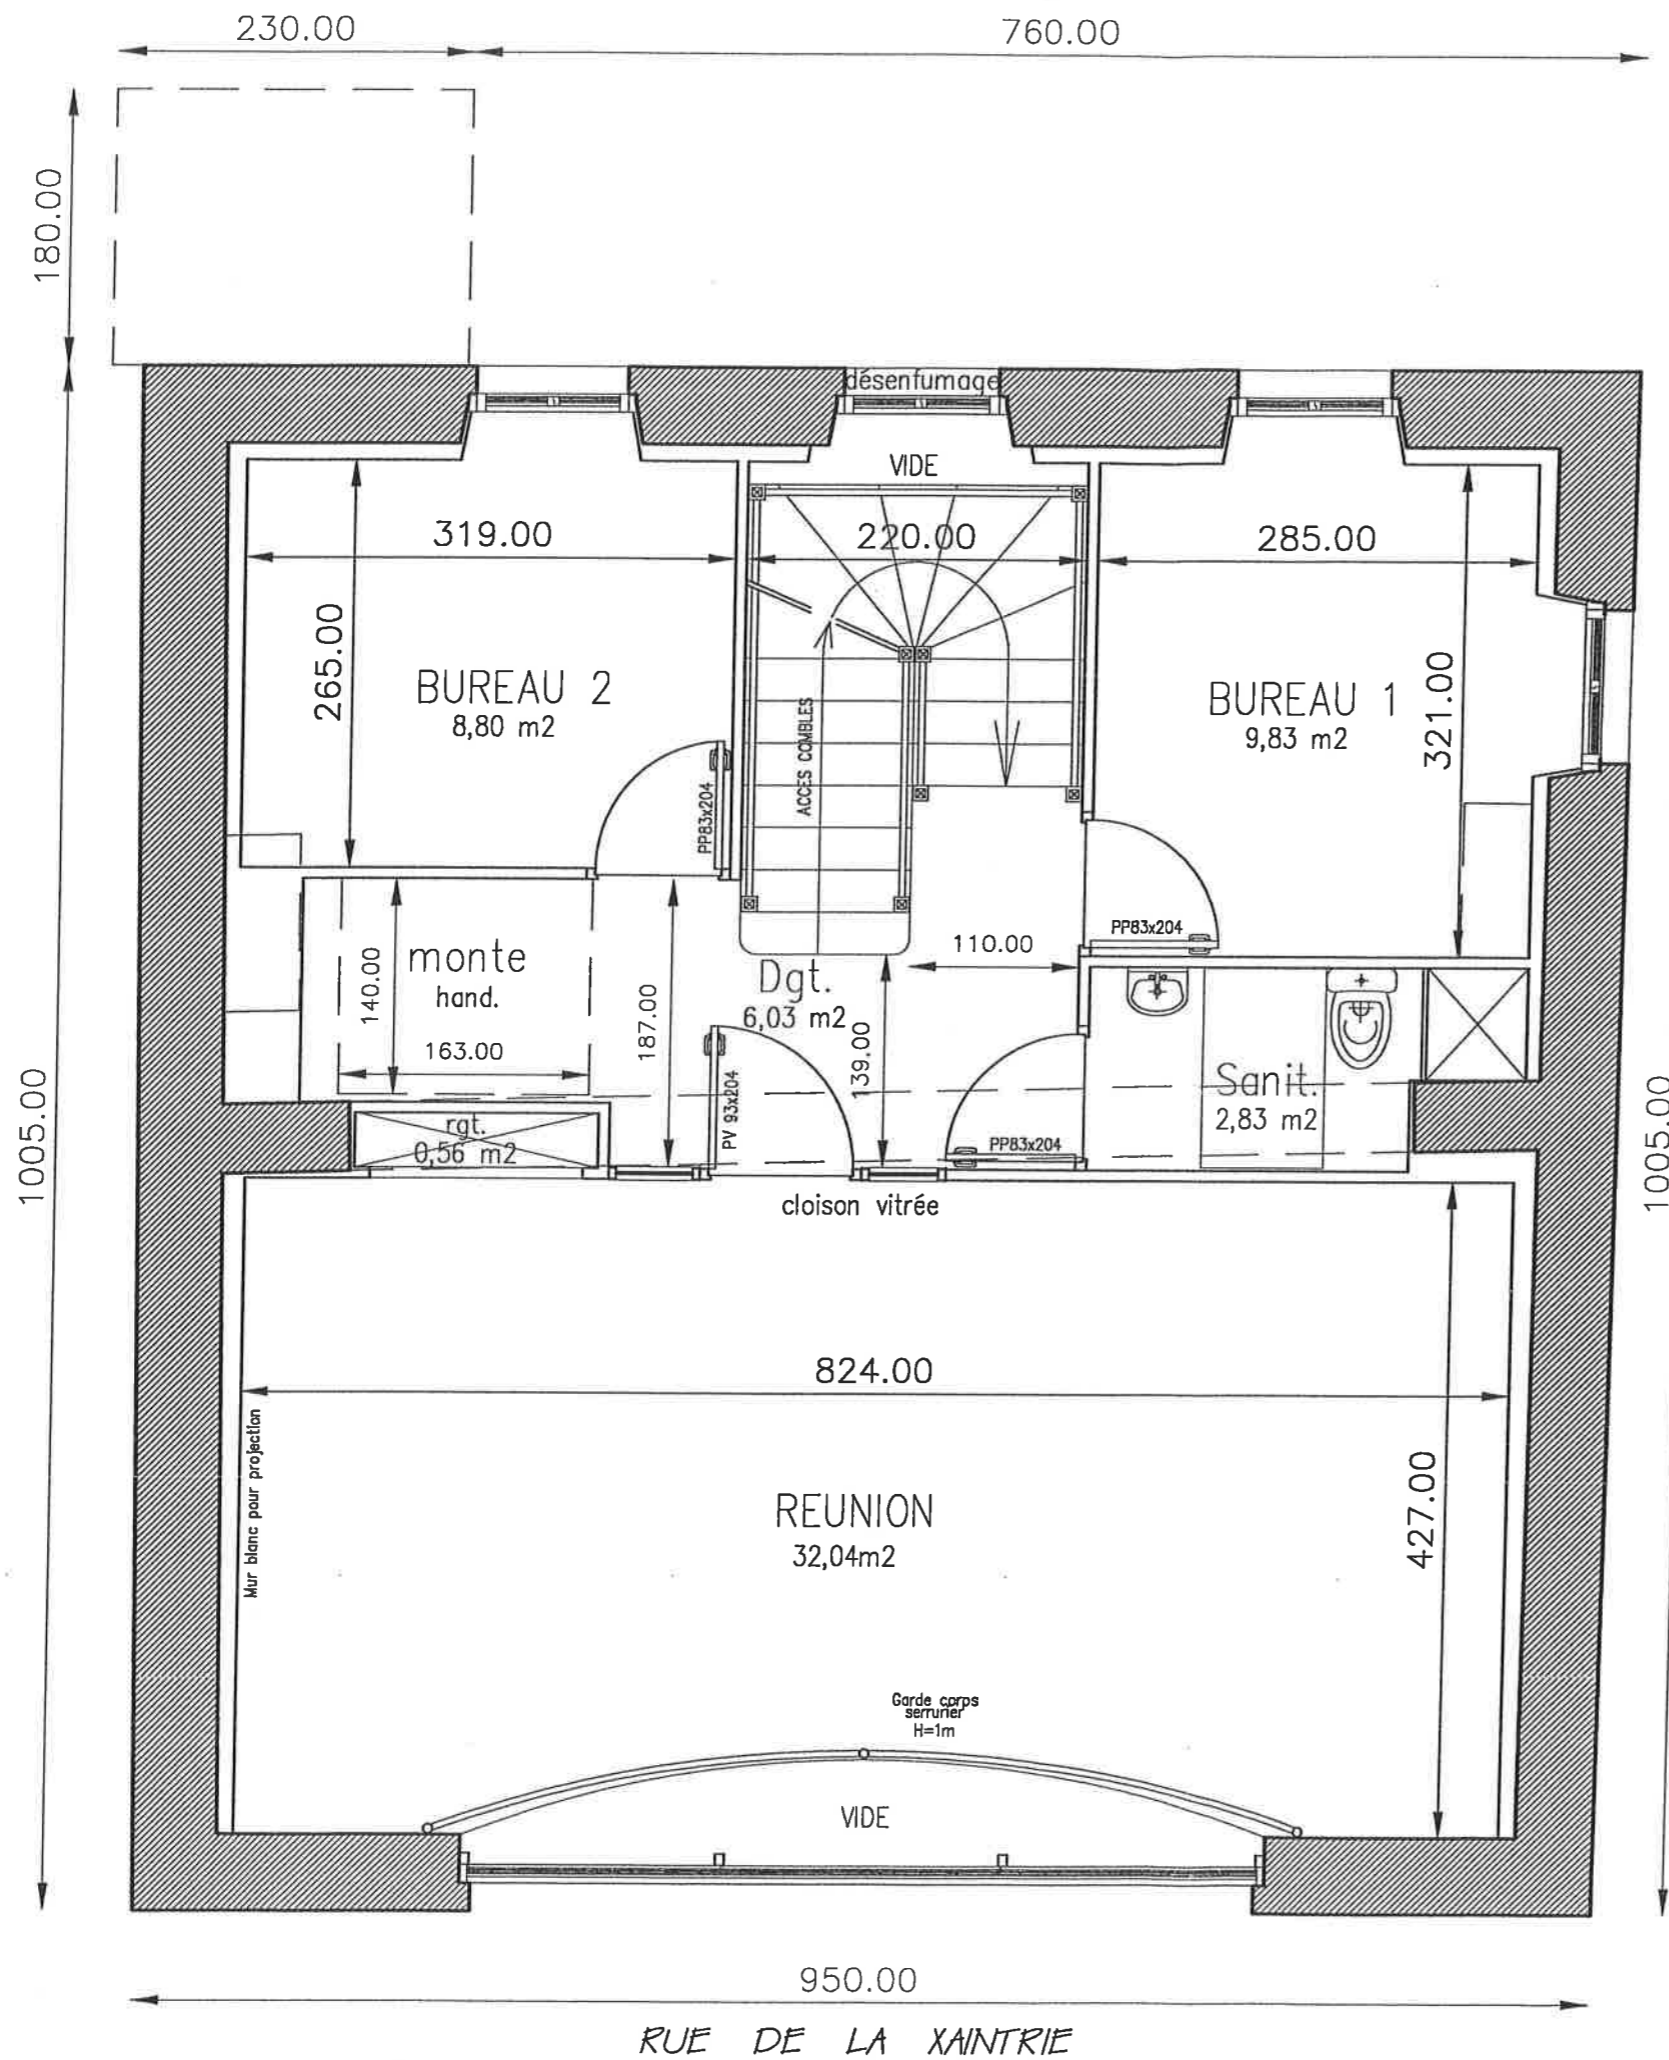 230.00
760.00
180.00
désenfumage
VIDE
319.00
220.00
285.00
265.00
BUREAU 2
8,80 m2
ACCES COMBLES
BUREAU 1
9,83 m2
321.00
PP83x204
PP83x204
140.00
monte
hand.
163.00
187.00
Dgt.
6,03 m2
110.00
139.00
PV 93x204
PP83x204
Sanit.
2,83 m2
rgt.
0,56 m2
1005.00
1005.00
cloison vitrée
824.00
Mur blanc pour projection
REUNION
32,04m2
427.00
Garde corps
serrurier
H=1m
VIDE
950.00
RUE DE LA XAINTRIE